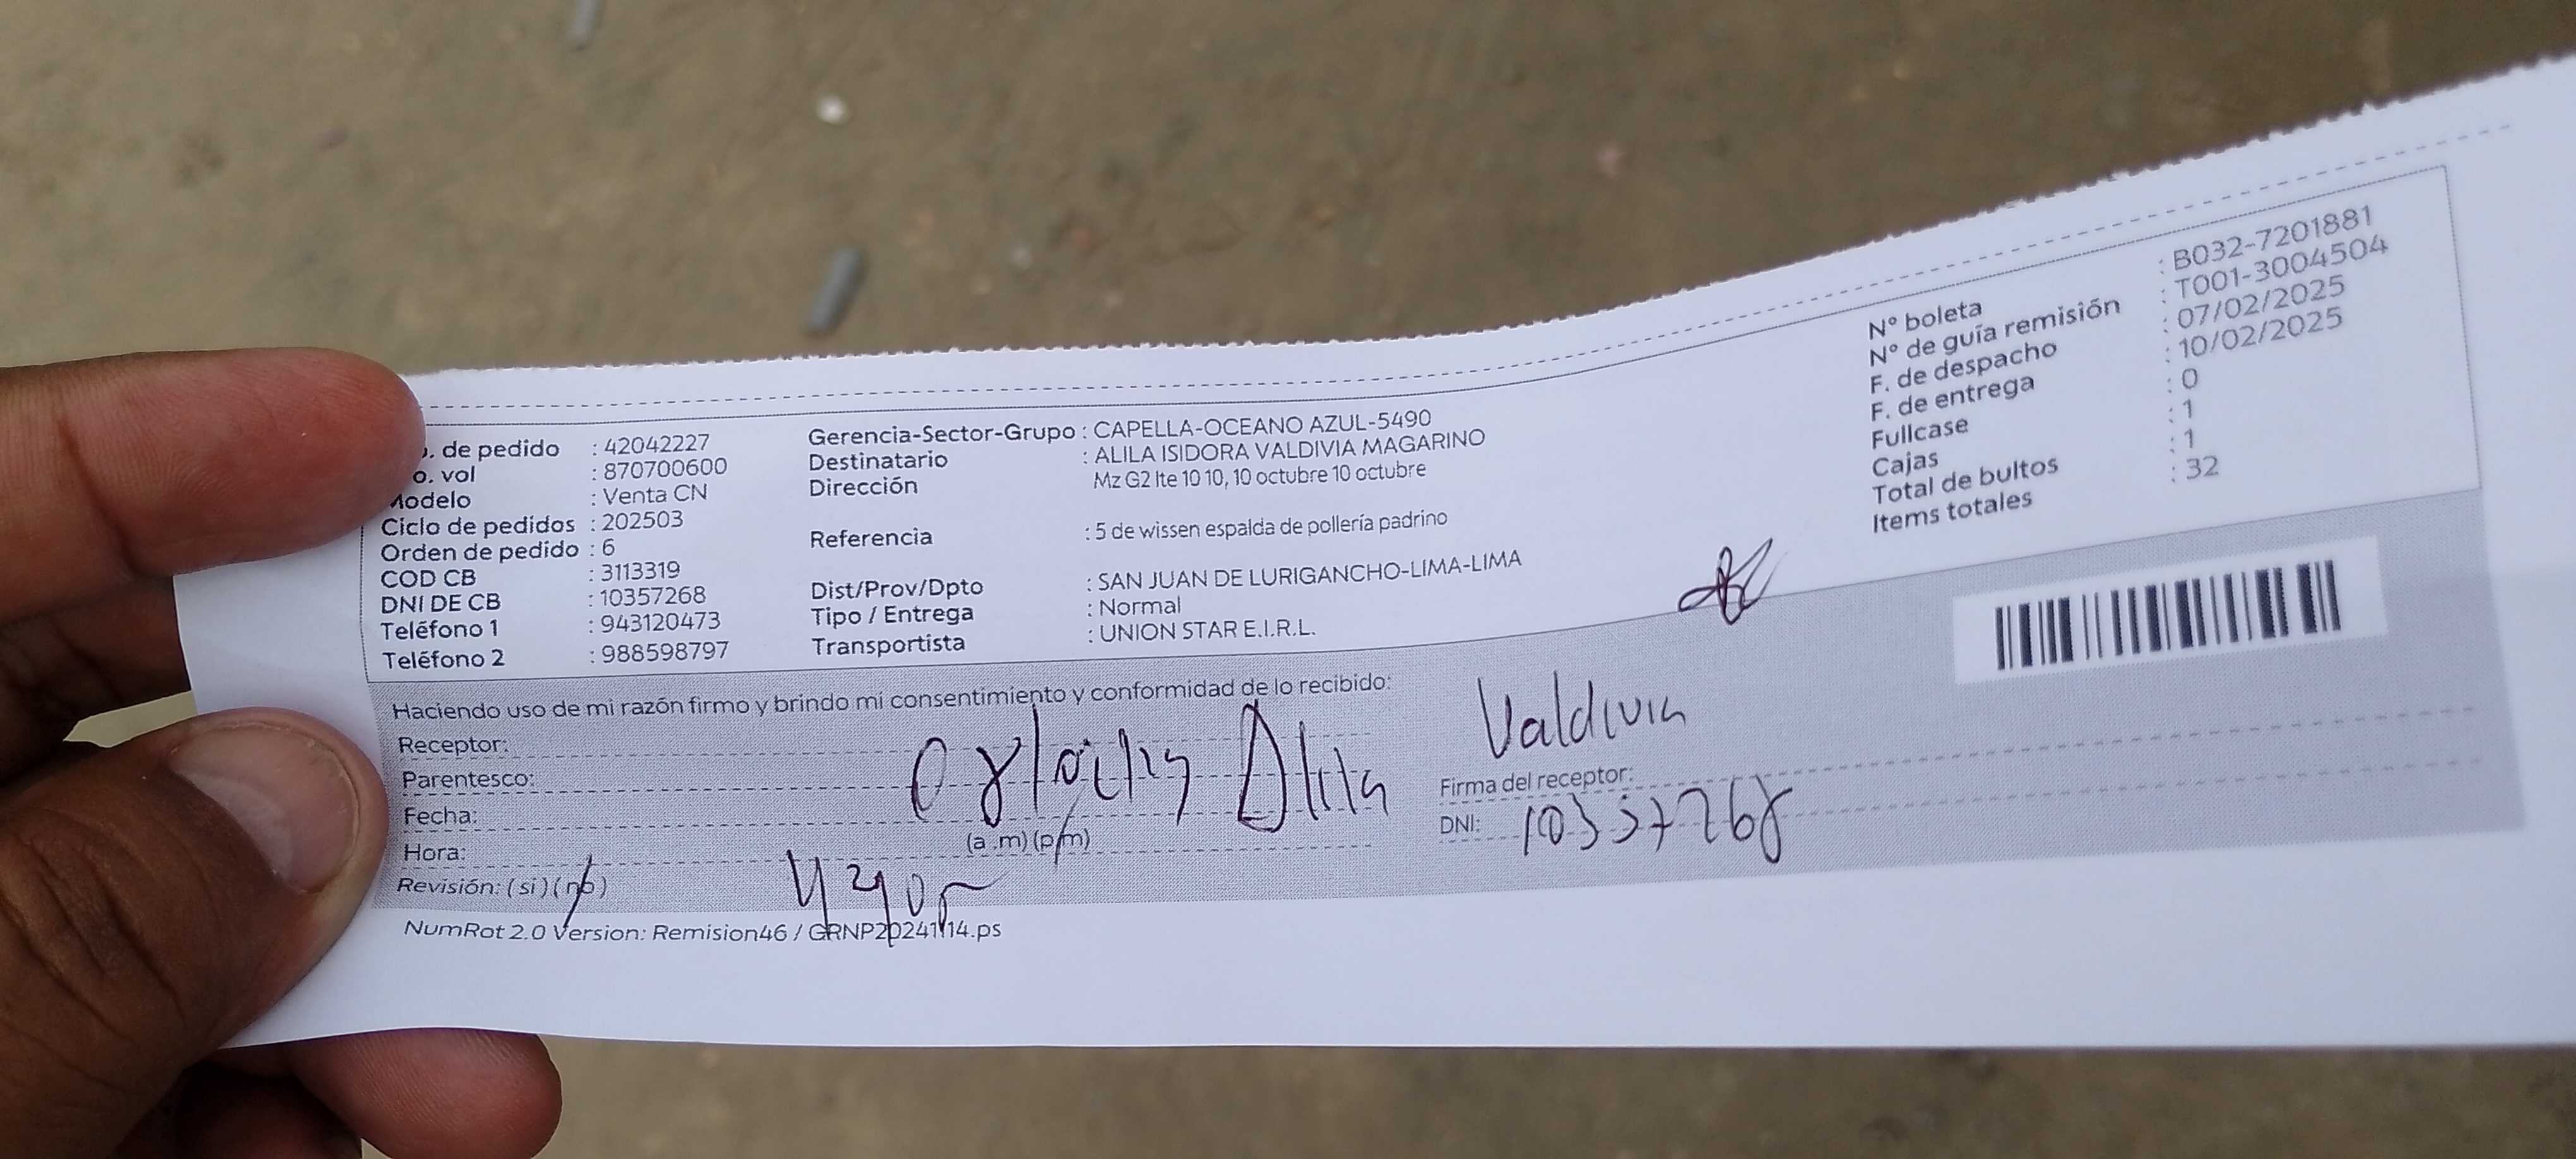 . de pedido : 42042227
o. vol : 870700600
Modelo : Venta CN
Ciclo de pedidos : 202503
Orden de pedido : 6
COD CB : 3113319
DNI DE CB : 10357268
Teléfono 1 : 943120473
Teléfono 2 : 988598797
Gerencia-Sector-Grupo : CAPELLA-OCEANO AZUL-5490
Destinatario : ALILA ISIDORA VALDIVIA MAGARINO
Dirección Mz G2 lte 10 10, 10 octubre 10 octubre
Referencia : 5 de wissen espalda de pollería padrino
Dist/Prov/Dpto : SAN JUAN DE LURIGANCHO-LIMA-LIMA
Tipo / Entrega : Normal
Transportista : UNION STAR E.I.R.L.
N° boleta : B032-7201881
N° de guía remisión : T001-3004504
F. de despacho : 07/02/2025
F. de entrega : 10/02/2025
Fullcase : 0
Cajas : 1
Total de bultos : 1
Items totales : 32
Haciendo uso de mi razón firmo y brindo mi consentimiento y conformidad de lo recibido:
Receptor:
Parentesco:
Fecha:
Hora: (a .m) (p/m)
Revisión: (si) (no)
Alila Valdivia
Firma del receptor:
DNI: 10357268
NumRot 2.0 Version: Remision46 / GRNP20241114.ps